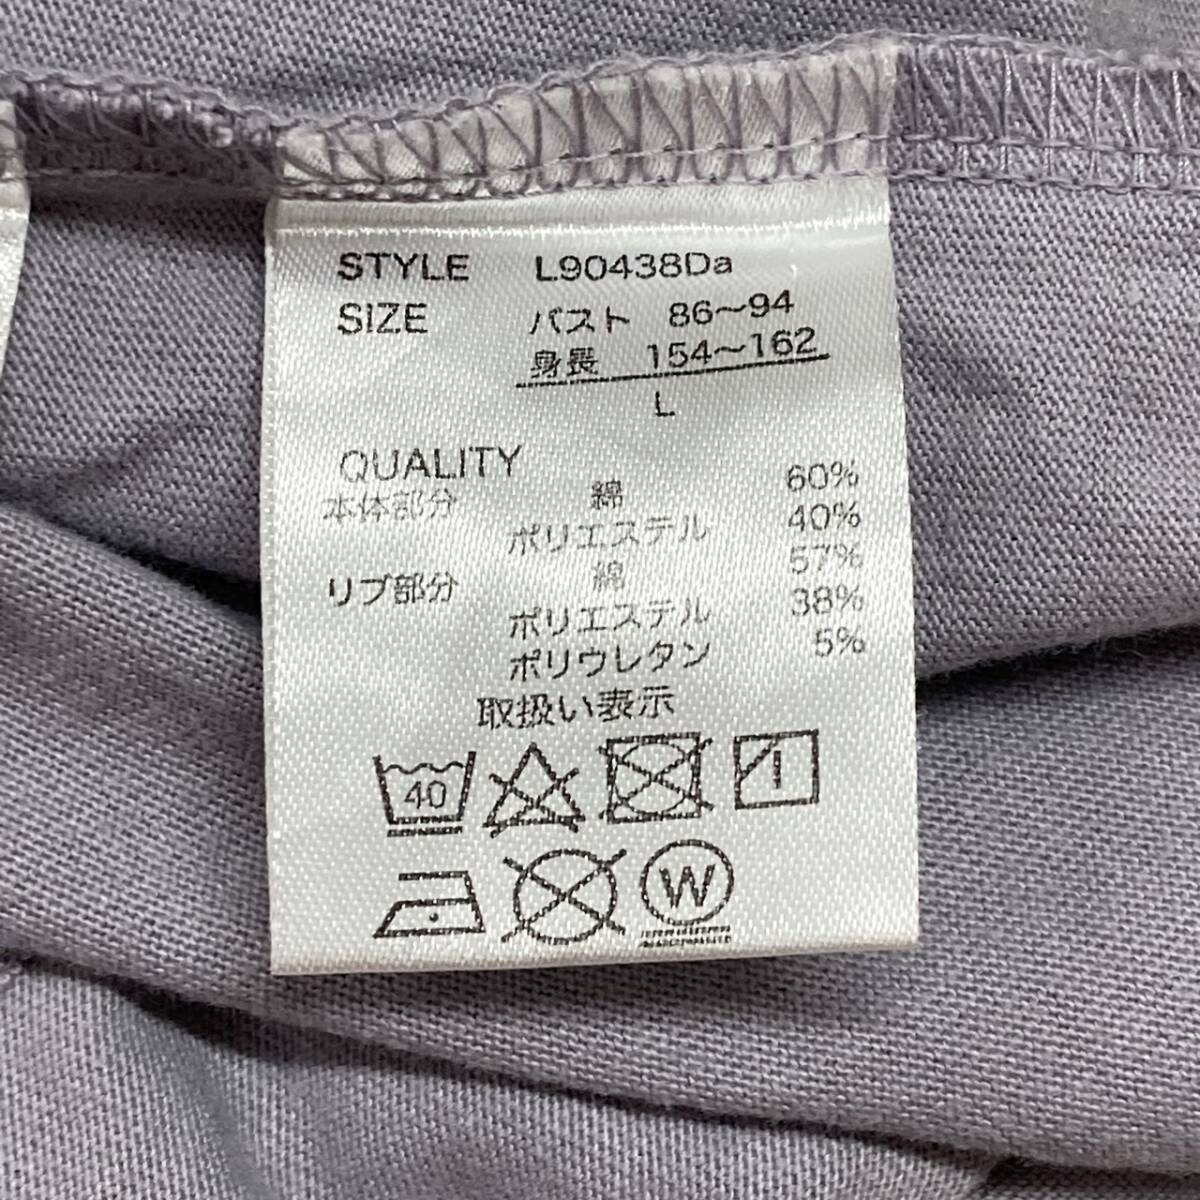 STYLE L90438Da
SIZE バスト 86〜94
身長 154〜162
L
QUALITY
本体部分 綿 60%
ポリエステル 40%
リブ部分 綿 57%
ポリエステル 38%
ポリウレタン 5%
取扱い表示
40
W